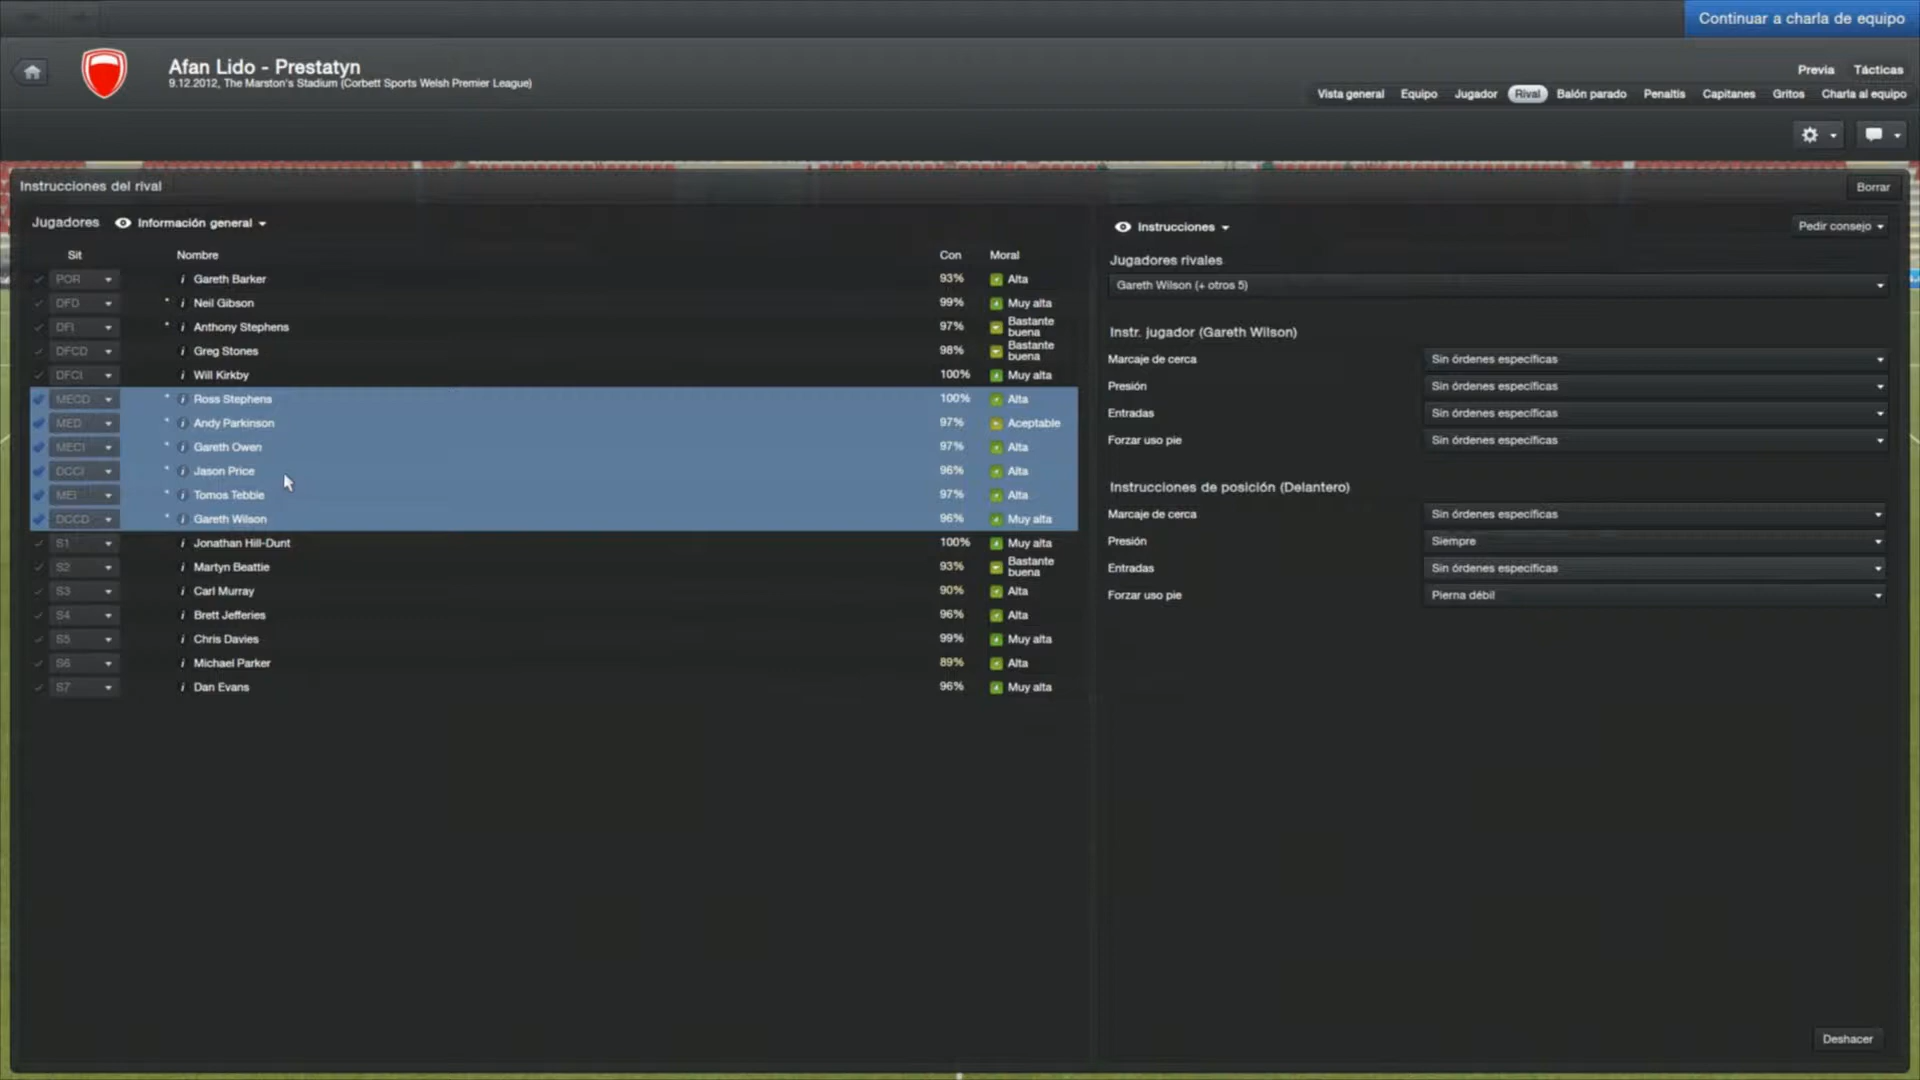 Continuar a charla de equipo
Afan Lido - Prestatyn
9.12.2012, The Marston's Stadium (Corbett Sports Welsh Premier League)
Previa Tácticas
Vista general Equipo Jugador Rival Balón parado Penaltis Capitanes Gritos Charla al equipo
Instrucciones del rival
Borrar
Jugadores Información general
Sit Nombre Con Moral
POR i Gareth Barker 93% Alta
DFD * i Neil Gibson 99% Muy alta
DFI * i Anthony Stephens 97% Bastante buena
DFCD i Greg Stones 98% Bastante buena
DFCI i Will Kirkby 100% Muy alta
MECD * i Ross Stephens 100% Alta
MED * i Andy Parkinson 97% Aceptable
MECI * i Gareth Owen 97% Alta
DCCI * i Jason Price 96% Alta
MEI * i Tomos Tebbie 97% Alta
DCCD * i Gareth Wilson 96% Muy alta
S1 i Jonathan Hill-Dunt 100% Muy alta
S2 i Martyn Beattie 93% Bastante buena
S3 i Carl Murray 90% Alta
S4 i Brett Jefferies 96% Alta
S5 i Chris Davies 99% Muy alta
S6 i Michael Parker 89% Alta
S7 i Dan Evans 96% Muy alta
Instrucciones
Pedir consejo
Jugadores rivales
Gareth Wilson (+ otros 5)
Instr. jugador (Gareth Wilson)
Marcaje de cerca Sin órdenes específicas
Presión Sin órdenes específicas
Entradas Sin órdenes específicas
Forzar uso pie Sin órdenes específicas
Instrucciones de posición (Delantero)
Marcaje de cerca Sin órdenes específicas
Presión Siempre
Entradas Sin órdenes específicas
Forzar uso pie Pierna débil
Deshacer